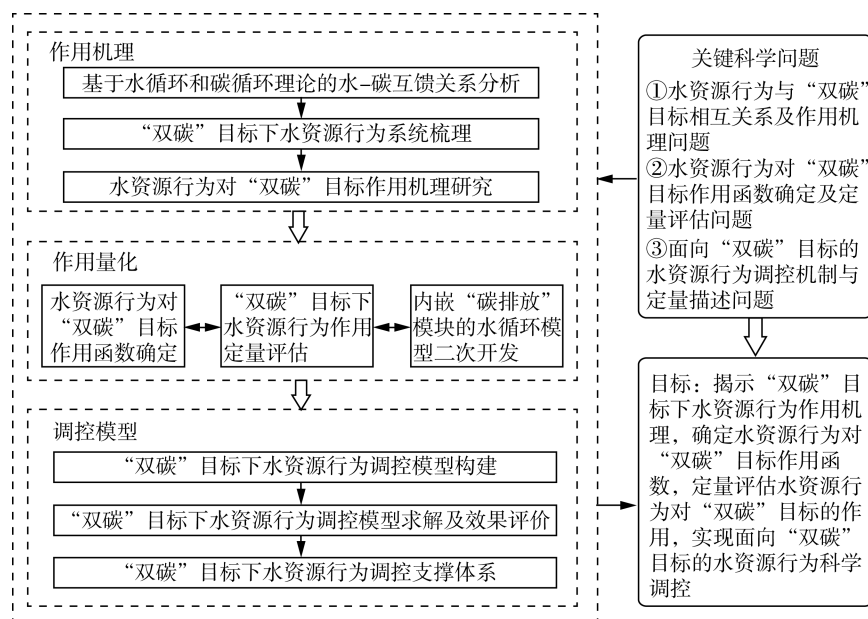 作用机理
基于水循环和碳循环理论的水-碳互馈关系分析
“双碳”目标下水资源行为系统梳理
水资源行为对“双碳”目标作用机理研究
作用量化
水资源行为对
“双碳”目标
作用函数确定
“双碳”目标下
水资源行为作用
定量评估
内嵌“碳排放”
模块的水循环模
型二次开发
调控模型
“双碳”目标下水资源行为调控模型构建
“双碳”目标下水资源行为调控模型求解及效果评价
“双碳”目标下水资源行为调控支撑体系
关键科学问题
①水资源行为与“双碳”
目标相互关系及作用机
理问题
②水资源行为对“双碳”
目标作用函数确定及定
量评估问题
③面向“双碳”目标的
水资源行为调控机制与
定量描述问题
目标：揭示“双碳”目
标下水资源行为作用机
理，确定水资源行为对
“双碳”目标作用函
数，定量评估水资源行
为对“双碳”目标的作
用，实现面向“双碳”
目标的水资源行为科学
调控